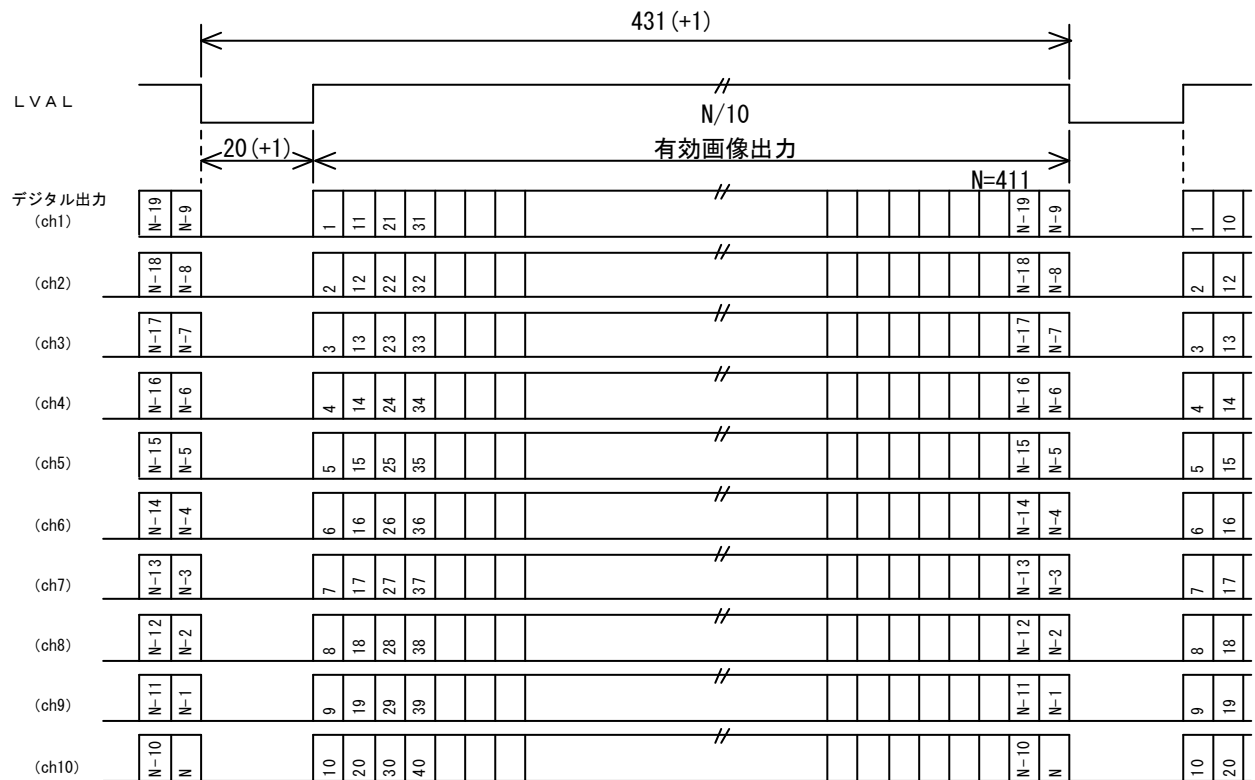 431(+1)
LVAL
N/10
20(+1)
有効画像出力
N=411
デジタル出力
(ch1) N-19 N-9 1 11 21 31 N-19 N-9 1 10
(ch2) N-18 N-8 2 12 22 32 N-18 N-8 2 12
(ch3) N-17 N-7 3 13 23 33 N-17 N-7 3 13
(ch4) N-16 N-6 4 14 24 34 N-16 N-6 4 14
(ch5) N-15 N-5 5 15 25 35 N-15 N-5 5 15
(ch6) N-14 N-4 6 16 26 36 N-14 N-4 6 16
(ch7) N-13 N-3 7 17 27 37 N-13 N-3 7 17
(ch8) N-12 N-2 8 18 28 38 N-12 N-2 8 18
(ch9) N-11 N-1 9 19 29 39 N-11 N-1 9 19
(ch10) N-10 N 10 20 30 40 N-10 N 10 20